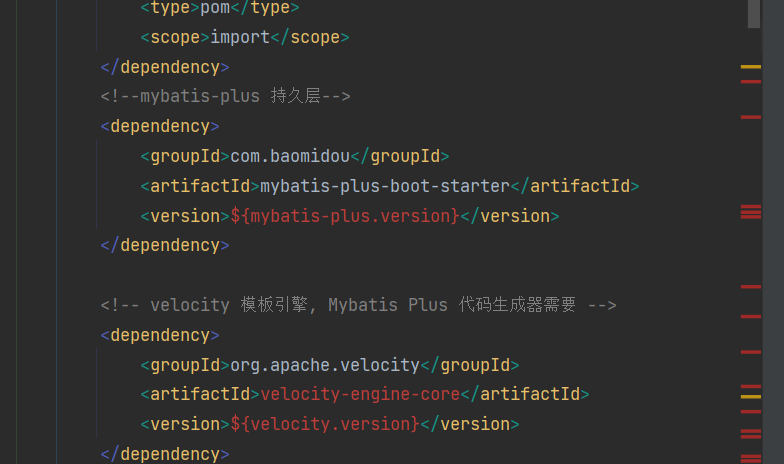 <type>pom</type>
<scope>import</scope>
</dependency>
<!--mybatis-plus 持久层-->
<dependency>
<groupId>com.baomidou</groupId>
<artifactId>mybatis-plus-boot-starter</artifactId>
<version>${mybatis-plus.version}</version>
</dependency>
<!-- velocity 模板引擎, Mybatis Plus 代码生成器需要 -->
<dependency>
<groupId>org.apache.velocity</groupId>
<artifactId>velocity-engine-core</artifactId>
<version>${velocity.version}</version>
</dependency>